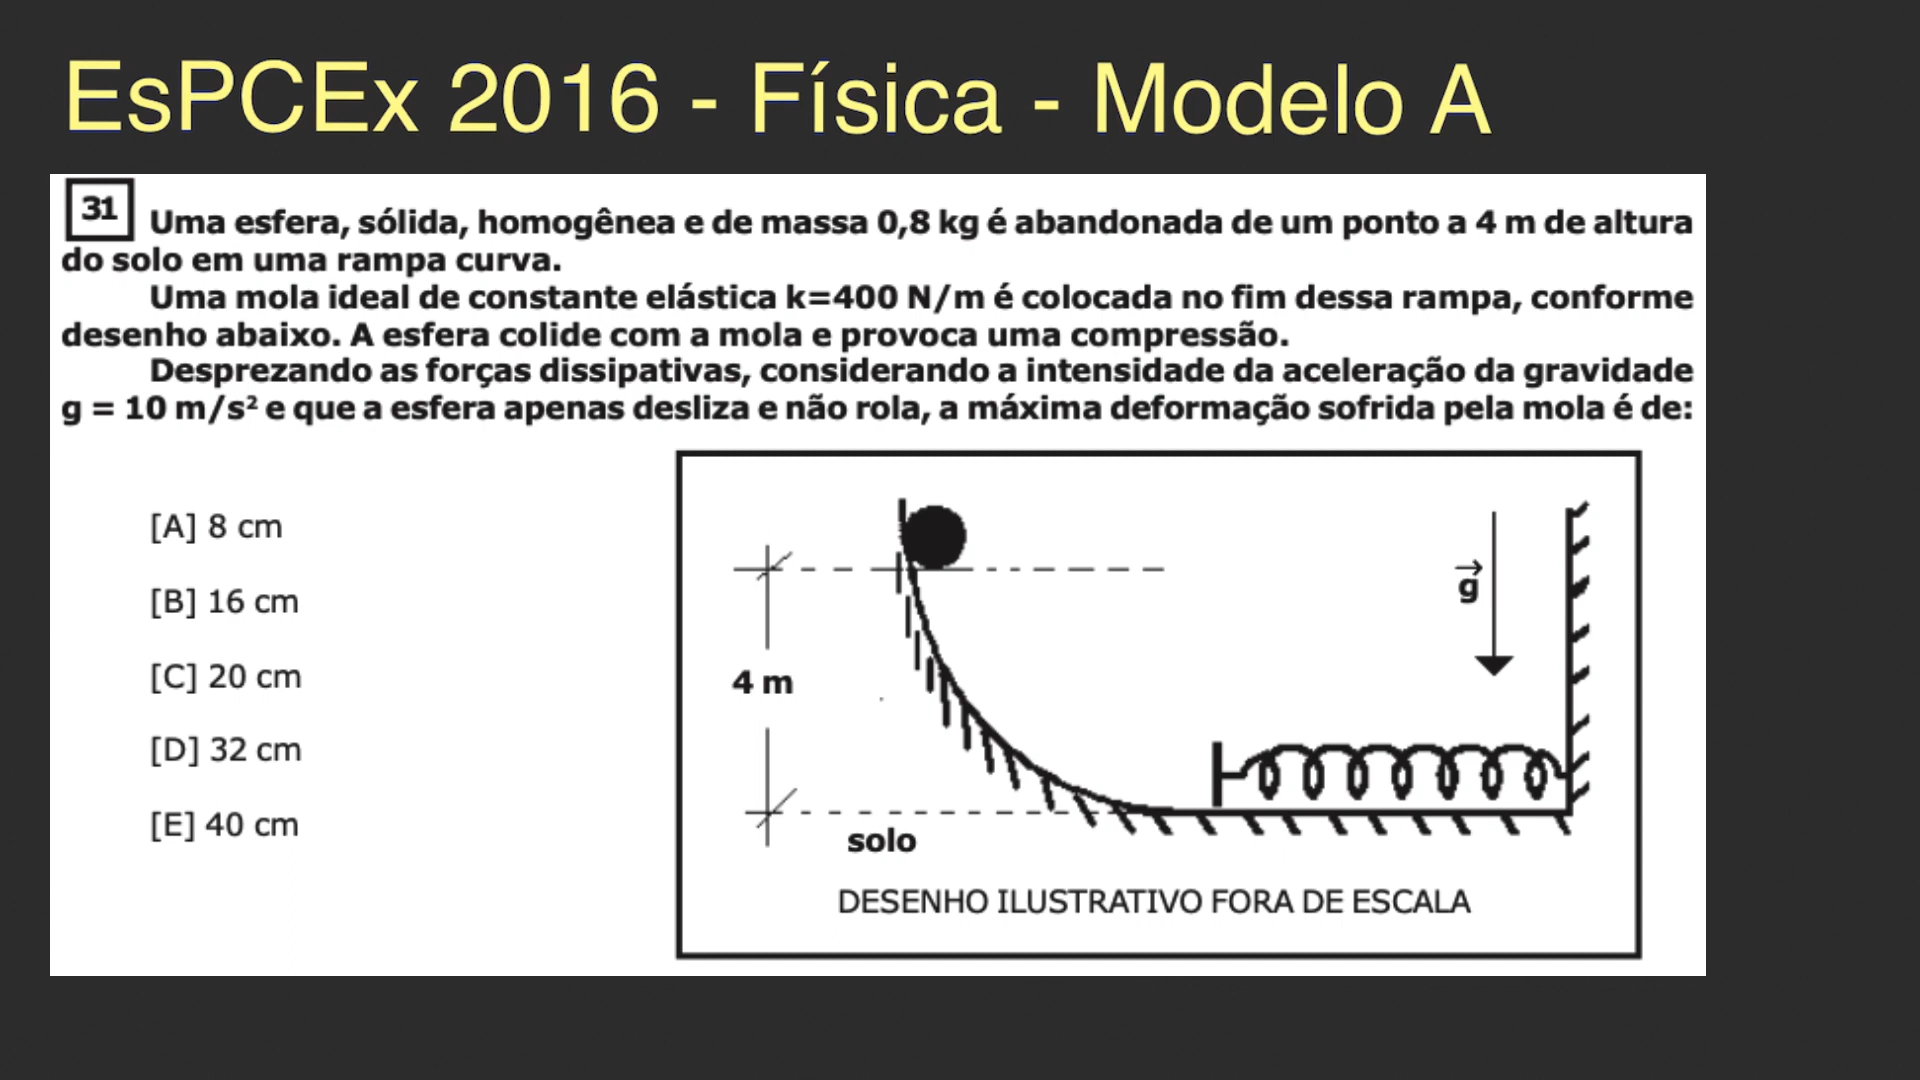 EsPCEx 2016 - Física - Modelo A
31 Uma esfera, sólida, homogênea e de massa 0,8 kg é abandonada de um ponto a 4 m de altura
do solo em uma rampa curva.
Uma mola ideal de constante elástica k=400 N/m é colocada no fim dessa rampa, conforme
desenho abaixo. A esfera colide com a mola e provoca uma compressão.
Desprezando as forças dissipativas, considerando a intensidade da aceleração da gravidade
g = 10 m/s² e que a esfera apenas desliza e não rola, a máxima deformação sofrida pela mola é de:
[A] 8 cm
[B] 16 cm
[C] 20 cm
[D] 32 cm
[E] 40 cm
g⃗
4 m
solo
DESENHO ILUSTRATIVO FORA DE ESCALA